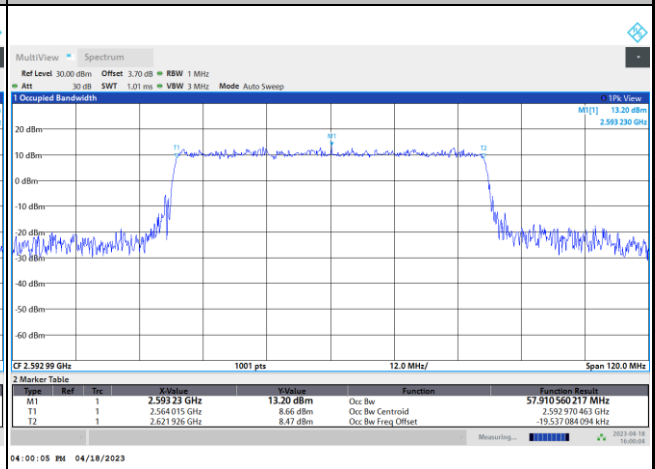 MultiView Spectrum
Ref Level 30.00 dBm Offset 3.70 dB RBW 1 MHz
Att 30 dB SWT 1.01 ms VBW 3 MHz Mode Auto Sweep
1 Occupied Bandwidth 1Pk View
M1[1] 13.20 dBm
2.593 230 GHz
20 dBm
M1
T1 T2
10 dBm
0 dBm
-10 dBm
-20 dBm
-30 dBm
-40 dBm
-50 dBm
-60 dBm
CF 2.592 99 GHz 1001 pts 12.0 MHz/ Span 120.0 MHz
2 Marker Table
Type Ref Trc X-Value Y-Value Function Function Result
M1 1 2.593 23 GHz 13.20 dBm Occ Bw 57.910 560 217 MHz
T1 1 2.564 015 GHz 8.66 dBm Occ Bw Centroid 2.592 970 463 GHz
T2 1 2.621 926 GHz 8.47 dBm Occ Bw Freq Offset -19.537 084 094 kHz
Measuring... 2023-04-18
16:00:04
04:00:05 PM 04/18/2023